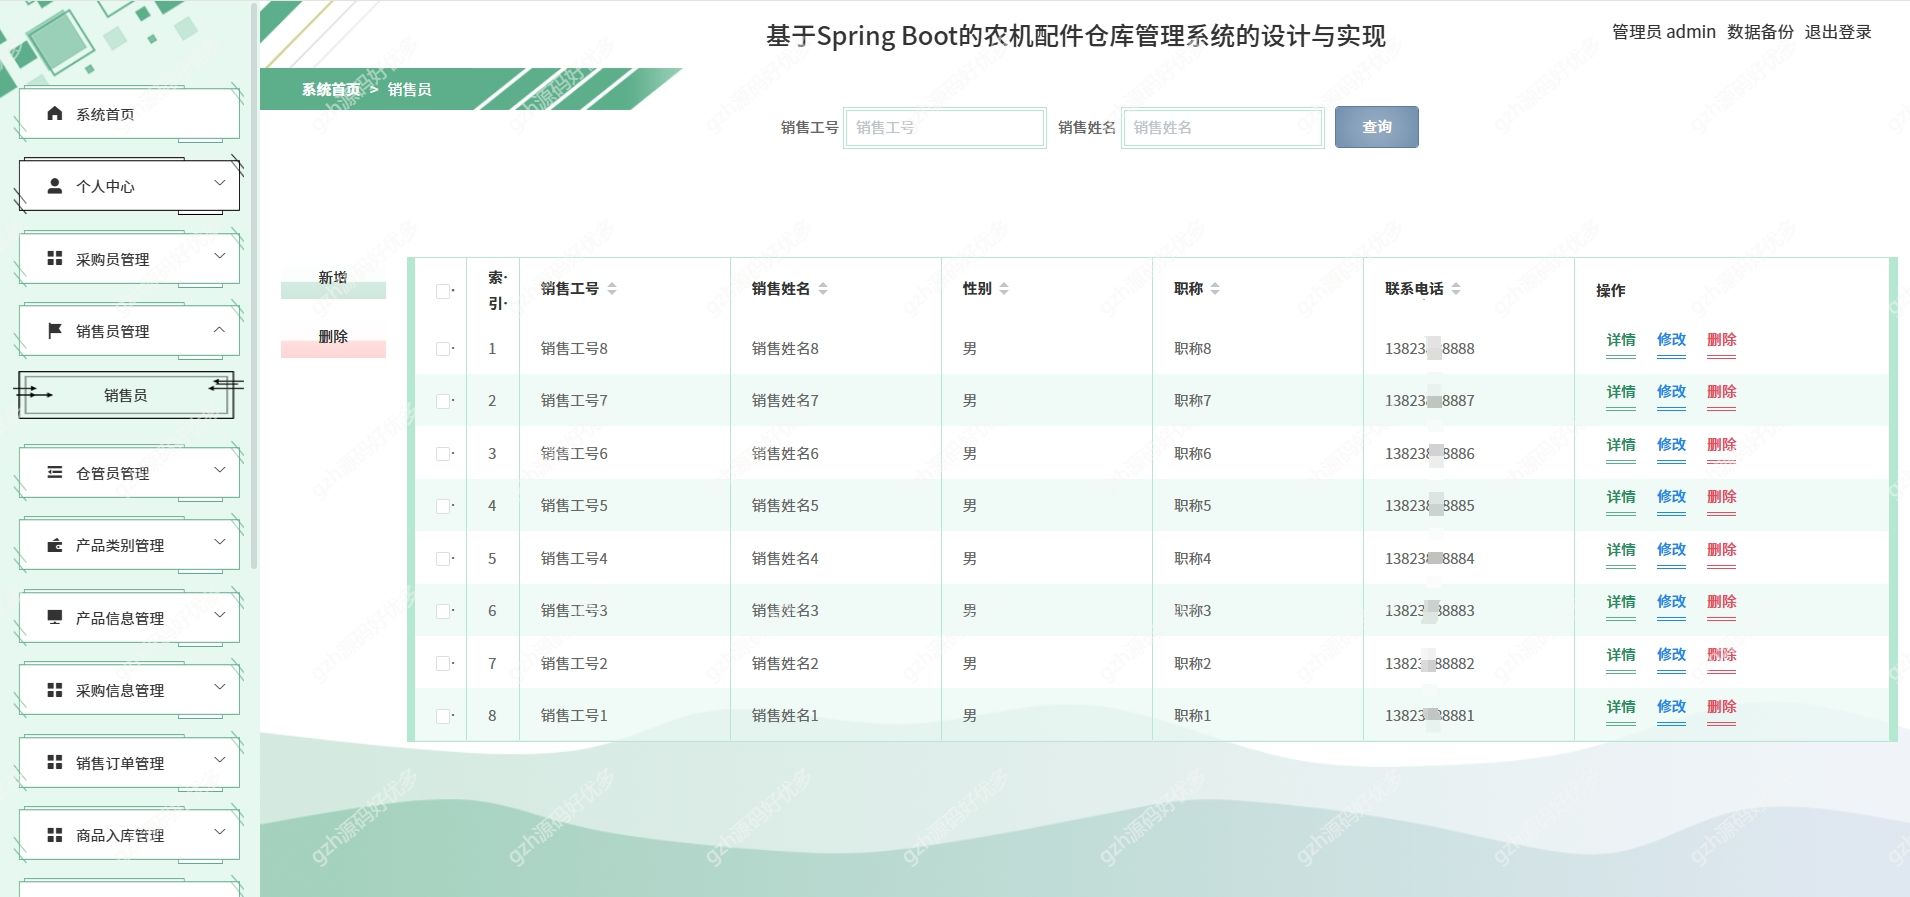 基于Spring Boot的农机配件仓库管理系统的设计与实现
管理员 admin 数据备份 退出登录
系统首页 > 销售员
系统首页
个人中心
采购员管理
销售员管理
销售员
仓管员管理
产品类别管理
产品信息管理
采购信息管理
销售订单管理
商品入库管理
销售工号 销售工号 销售姓名 销售姓名 查询
新增
删除
索引 销售工号 销售姓名 性别 职称 联系电话 操作
1 销售工号8 销售姓名8 男 职称8 13823 8888 详情 修改 删除
2 销售工号7 销售姓名7 男 职称7 13823 8887 详情 修改 删除
3 销售工号6 销售姓名6 男 职称6 13823 8886 详情 修改 删除
4 销售工号5 销售姓名5 男 职称5 13823 8885 详情 修改 删除
5 销售工号4 销售姓名4 男 职称4 13823 8884 详情 修改 删除
6 销售工号3 销售姓名3 男 职称3 13823 88883 详情 修改 删除
7 销售工号2 销售姓名2 男 职称2 13823 88882 详情 修改 删除
8 销售工号1 销售姓名1 男 职称1 13823 8881 详情 修改 删除
gzh源码好优多